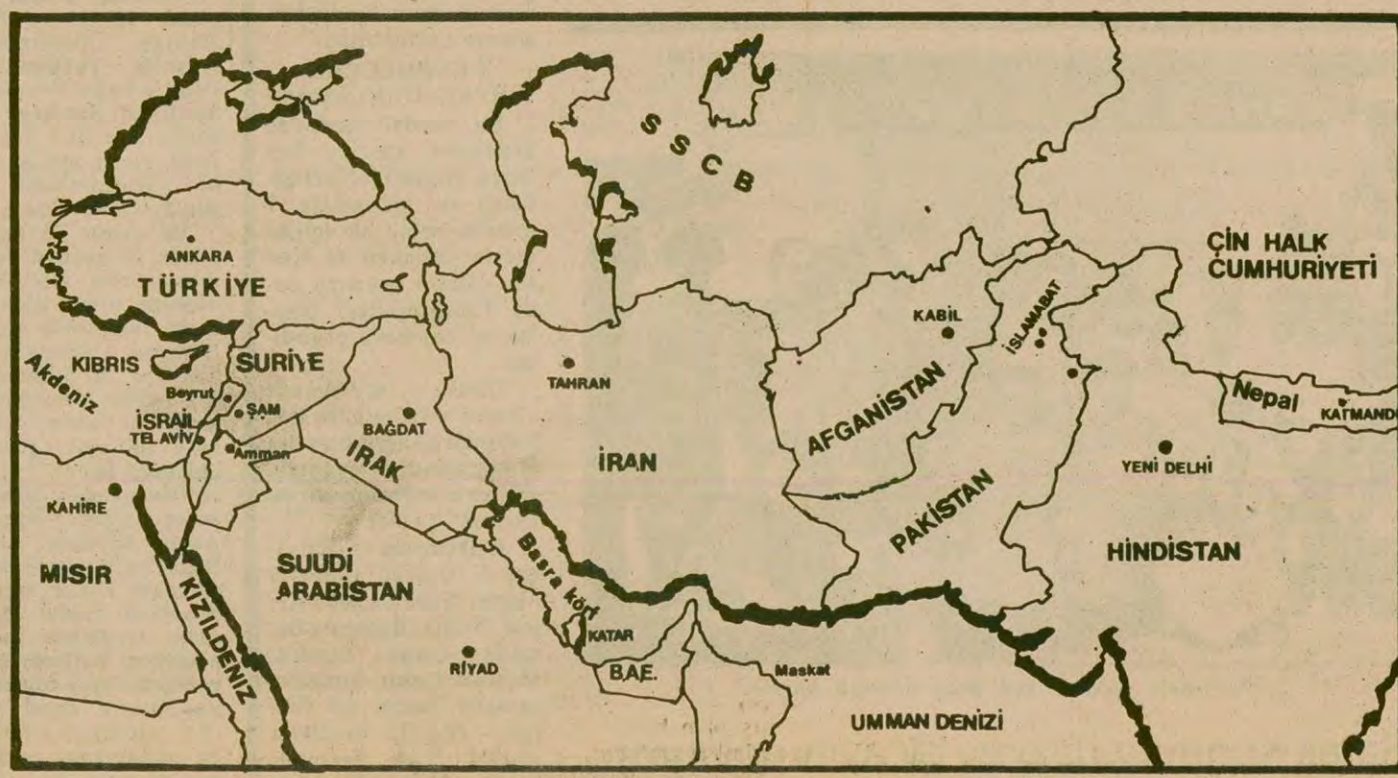 SSCB
ANKARA
TÜRKİYE
ÇİN HALK
CUMHURİYETİ
KABİL
İSLAMABAT
KIBRIS
SURİYE
Akdeniz
TAHRAN
Beyrut
ŞAM
İSRAİL
TELAVİV
Amman
BAĞDAT
IRAK
İRAN
AFGANİSTAN
Nepal
KATMANDU
YENİ DELHİ
KAHİRE
PAKİSTAN
HİNDİSTAN
MISIR
SUUDİ
ARABİSTAN
Basra körf
KIZILDENİZ
KATAR
RİYAD
B.A.E.
Maskat
UMMAN DENİZİ